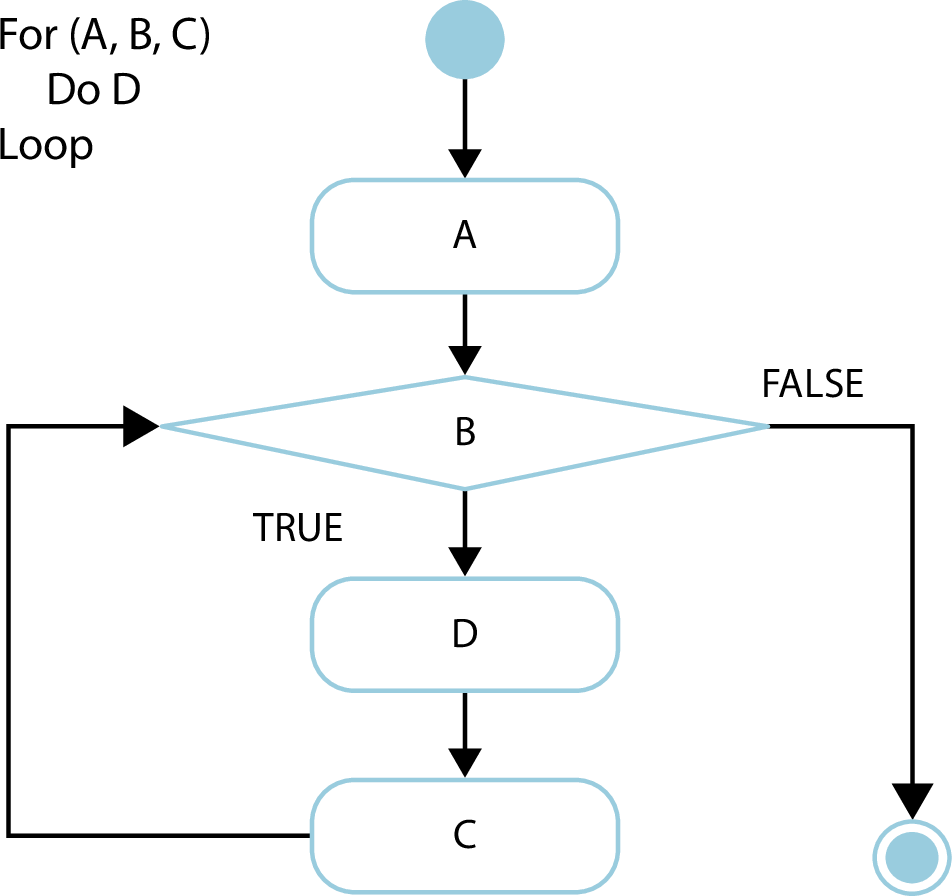 For (A, B, C)
Do D
Loop
A
B
FALSE
TRUE
D
C